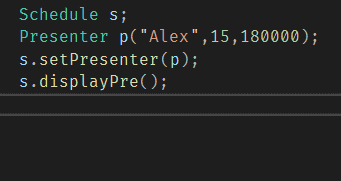 Schedule s;
Presenter p("Alex",15,180000);
s.setPresenter(p);
s.displayPre();